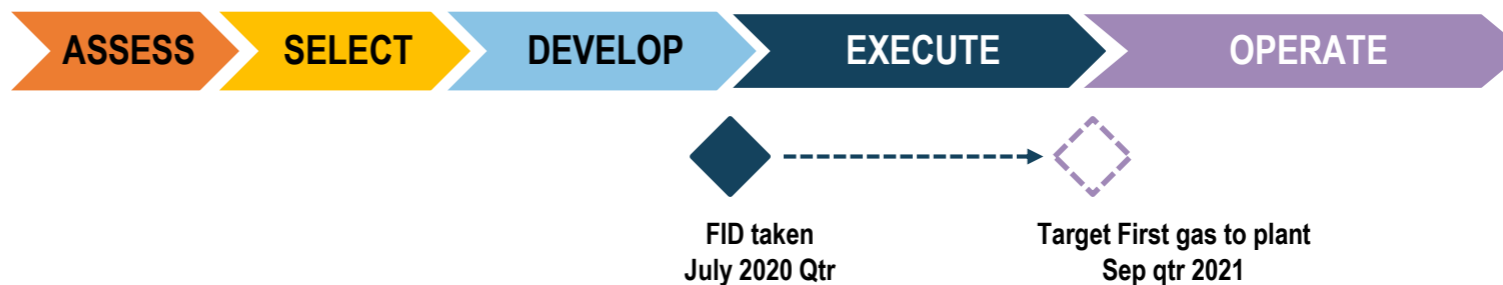 ASSESS SELECT DEVELOP EXECUTE OPERATE
FID taken
July 2020 Qtr
Target First gas to plant
Sep qtr 2021